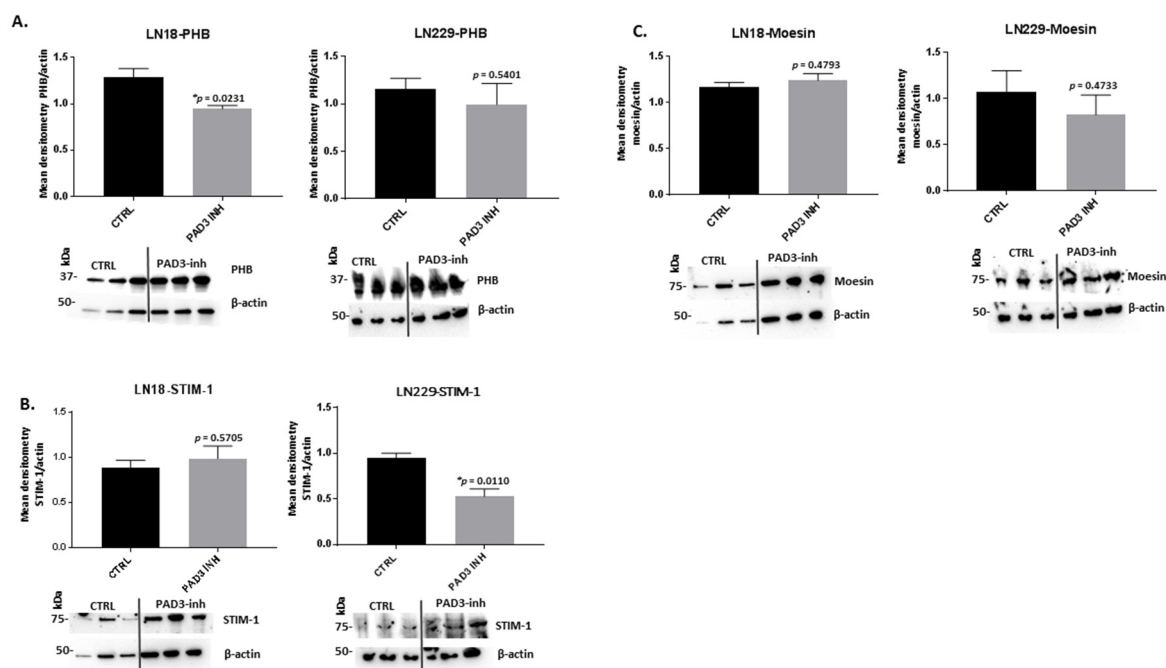 A.
LN18-PHB
Mean densitometry PHB/actin
1.5
1.0
0.5
0.0
*p = 0.0231
CTRL
PAD3 INH
kDa
CTRL
PAD3-inh
37-
PHB
50-
β-actin
LN229-PHB
Mean densitometry PHB/actin
1.5
1.0
0.5
0.0
p = 0.5401
CTRL
PAD3 INH
kDa
CTRL
PAD3-inh
37-
PHB
50-
β-actin
B.
LN18-STIM-1
Mean densitometry
STIM-1/actin
1.5
1.0
0.5
0.0
p = 0.5705
CTRL
PAD3 INH
kDa
CTRL
PAD3-inh
75-
STIM-1
50-
β-actin
LN229-STIM-1
Mean densitometry
STIM-1/actin
1.5
1.0
0.5
0.0
*p = 0.0110
CTRL
PAD3 INH
kDa
CTRL
PAD3-inh
75-
STIM-1
50-
β-actin
C.
LN18-Moesin
Mean densitometry
moesin/actin
1.5
1.0
0.5
0.0
p = 0.4793
CTRL
PAD3 INH
kDa
CTRL
PAD3-inh
75-
Moesin
50-
β-actin
LN229-Moesin
Mean densitometry
moesin/actin
1.5
1.0
0.5
0.0
p = 0.4733
CTRL
PAD3 INH
kDa
CTRL
PAD3-inh
75-
Moesin
50-
β-actin